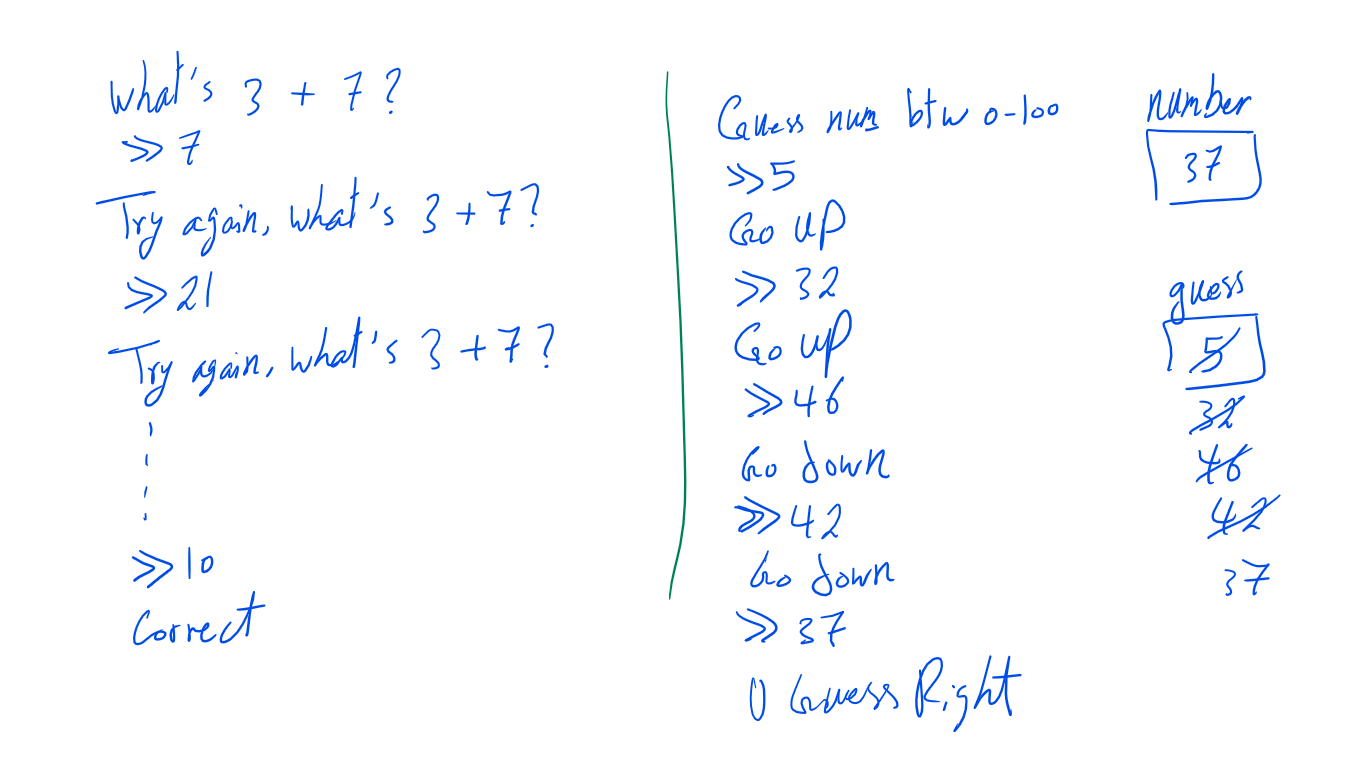 What's 3 + 7?
>> 7
Try again, what's 3 + 7?
>> 21
Try again, what's 3 + 7?
>> 10
Correct
Guess num btw 0-100
>> 5
Go up
>> 32
Go up
>> 46
Go down
>> 42
Go down
>> 37
U Guess Right
number
37
guess
5
32
46
42
37